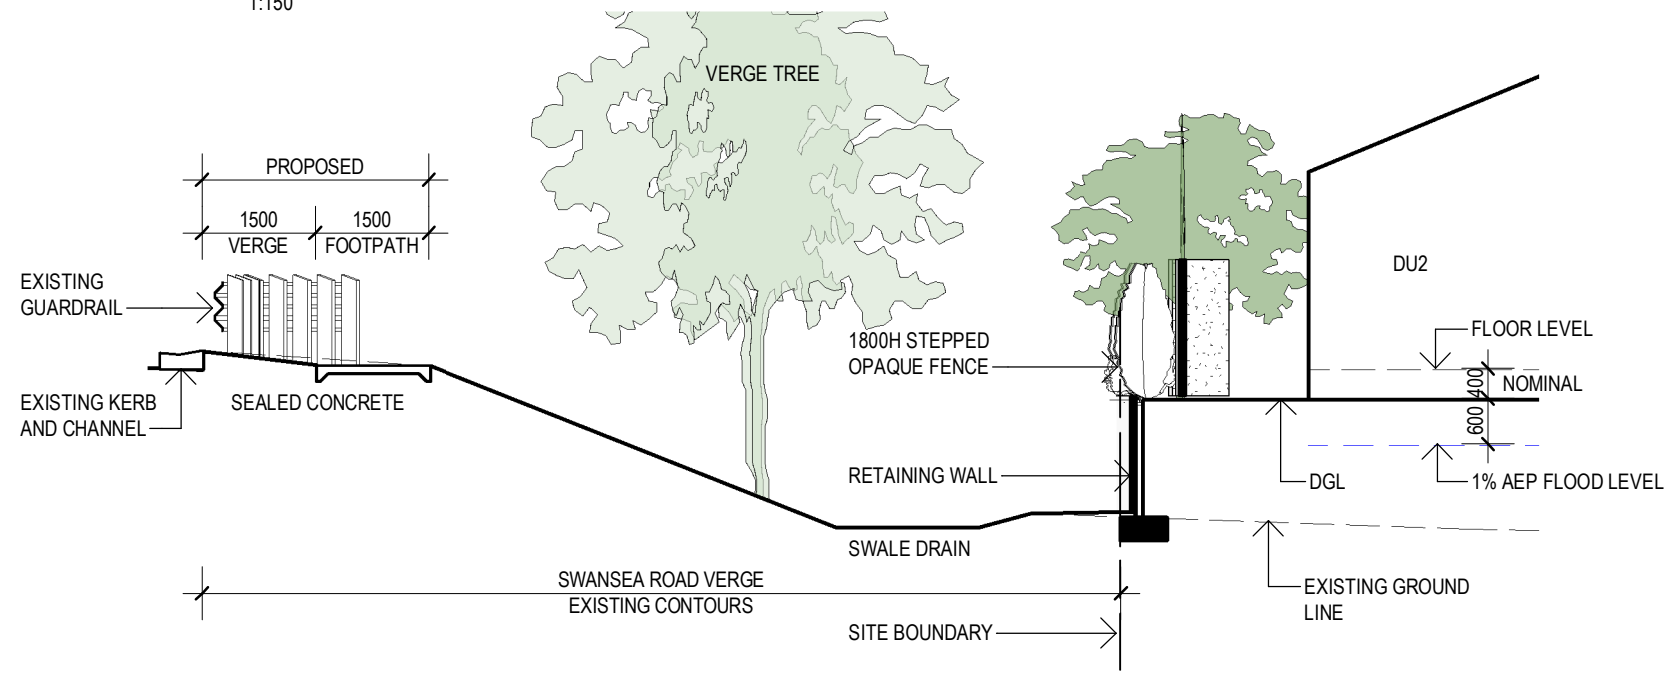 1:150
VERGE TREE
PROPOSED
1500
1500
VERGE
FOOTPATH
EXISTING
GUARDRAIL
EXISTING KERB
AND CHANNEL
SEALED CONCRETE
1800H STEPPED
OPAQUE FENCE
RETAINING WALL
SWALE DRAIN
SWANSEA ROAD VERGE
EXISTING CONTOURS
SITE BOUNDARY
DU2
FLOOR LEVEL
400
NOMINAL
600
DGL
1% AEP FLOOD LEVEL
EXISTING GROUND
LINE